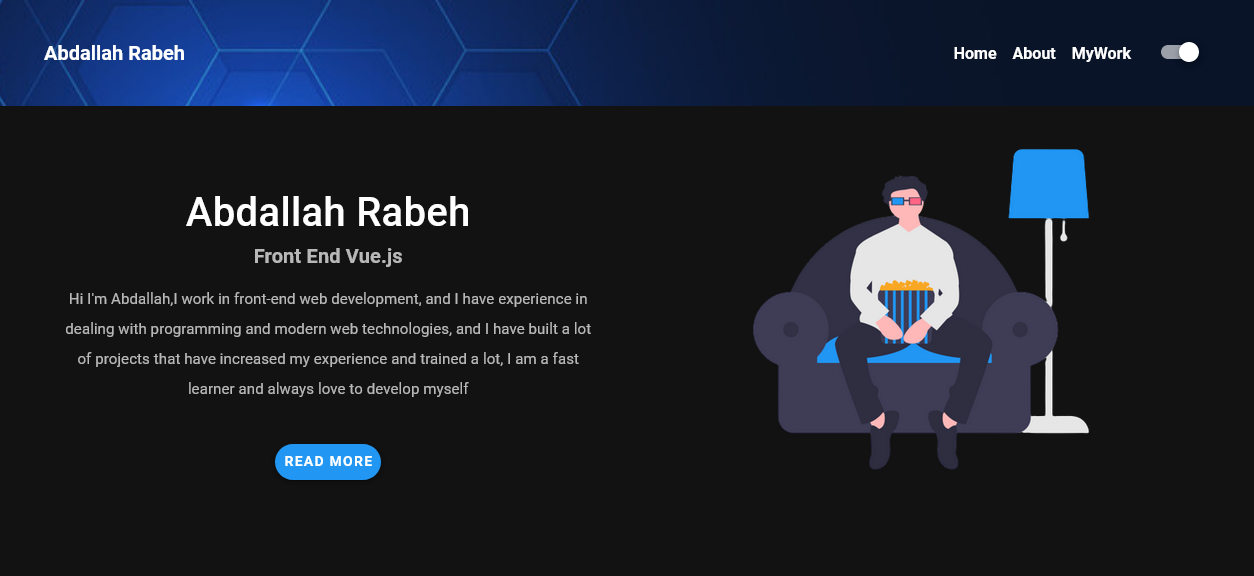 Abdallah Rabeh
Home About MyWork
Abdallah Rabeh
Front End Vue.js
Hi I'm Abdallah,I work in front-end web development, and I have experience in
dealing with programming and modern web technologies, and I have built a lot
of projects that have increased my experience and trained a lot, I am a fast
learner and always love to develop myself
READ MORE